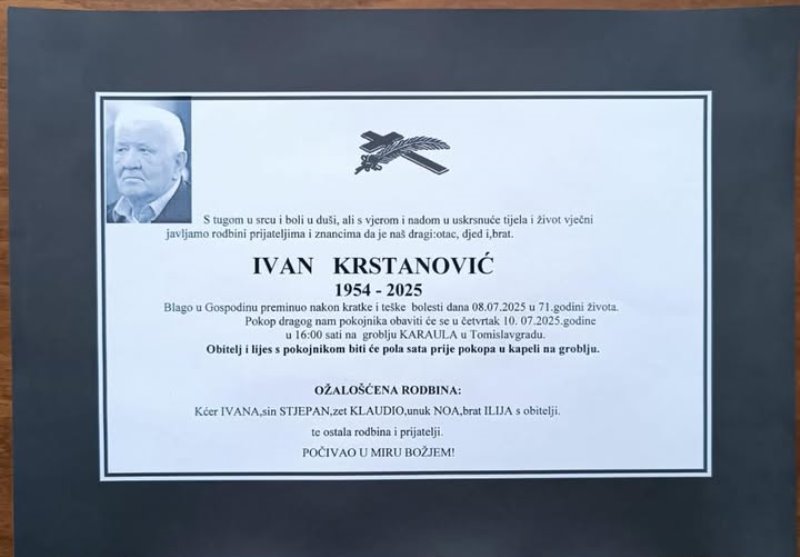 S tugom u srcu i boli u duši, ali s vjerom i nadom u uskrsnuće tijela i život vječni
javljamo rodbini prijateljima i znancima da je naš dragi:otac, djed i,brat.
IVAN KRSTANOVIĆ
1954 - 2025
Blago u Gospodinu preminuo nakon kratke i teške bolesti dana 08.07.2025 u 71.godini života.
Pokop dragog nam pokojnika obaviti će se u četvrtak 10. 07.2025.godine
u 16:00 sati na groblju KARAULA u Tomislavgradu.
Obitelj i lijes s pokojnikom biti će pola sata prije pokopa u kapeli na groblju.
OŽALOŠĆENA RODBINA:
Kćer IVANA,sin STJEPAN,zet KLAUDIO,unuk NOA,brat ILIJA s obitelji.
te ostala rodbina i prijatelji.
POČIVAO U MIRU BOŽJEM!